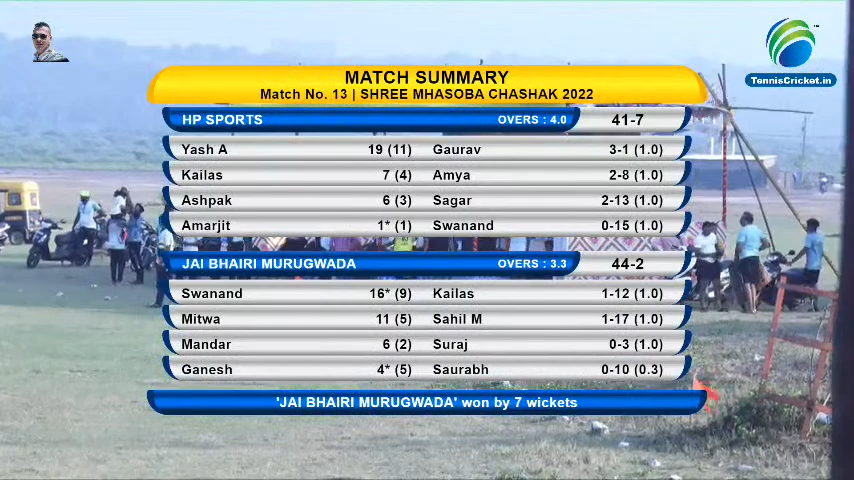 TennisCricket.in
MATCH SUMMARY
Match No. 13 | SHREE MHASOBA CHASHAK 2022
HP SPORTS OVERS : 4.0 41-7
Yash A 19 (11) Gaurav 3-1 (1.0)
Kailas 7 (4) Amya 2-8 (1.0)
Ashpak 6 (3) Sagar 2-13 (1.0)
Amarjit 1* (1) Swanand 0-15 (1.0)
JAI BHAIRI MURUGWADA OVERS : 3.3 44-2
Swanand 16* (9) Kailas 1-12 (1.0)
Mitwa 11 (5) Sahil M 1-17 (1.0)
Mandar 6 (2) Suraj 0-3 (1.0)
Ganesh 4* (5) Saurabh 0-10 (0.3)
'JAI BHAIRI MURUGWADA' won by 7 wickets